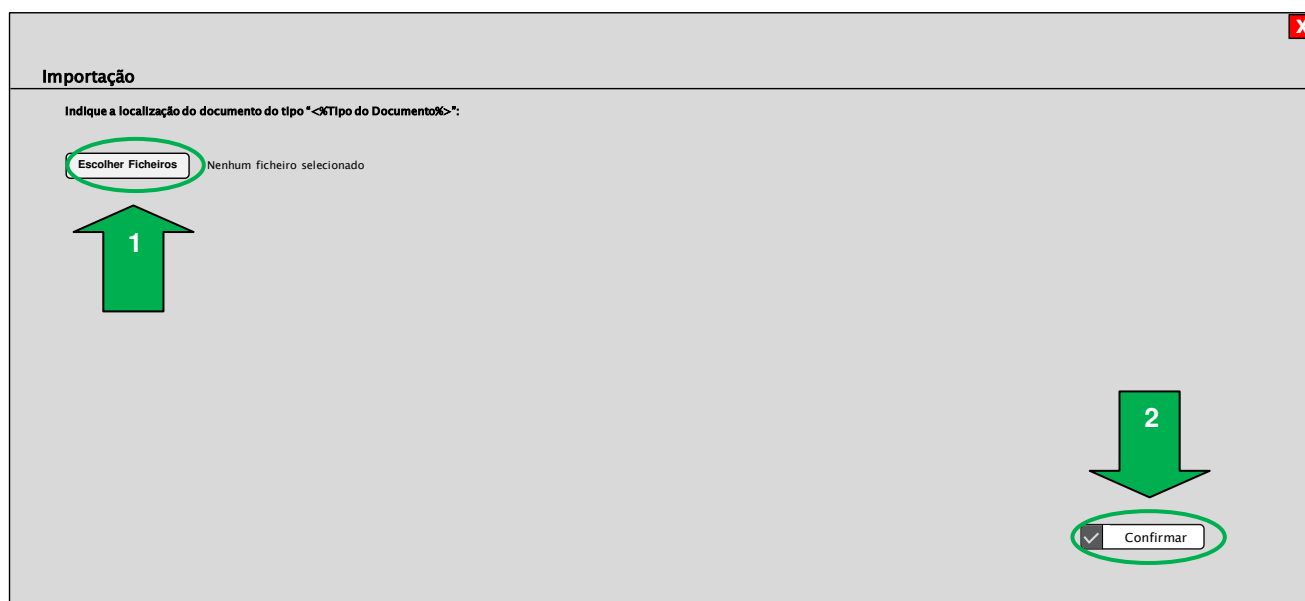 X
Importação
Indique a localização do documento do tipo “<%Tipo do Documento%>”:
Escolher Ficheiros Nenhum ficheiro selecionado
1
2
Confirmar